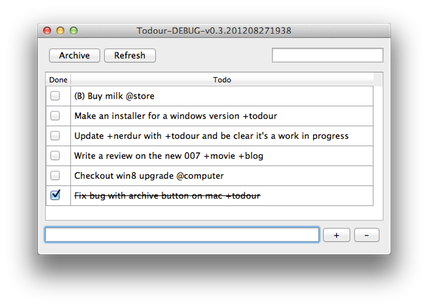 Todour-DEBUG-v0.3.201208271938
Archive Refresh
Done Todo
(B) Buy milk @store
Make an installer for a windows version +todour
Update +nerdur with +todour and be clear it's a work in progress
Write a review on the new 007 +movie +blog
Checkout win8 upgrade @computer
Fix bug with archive button on mac +todour
+ -